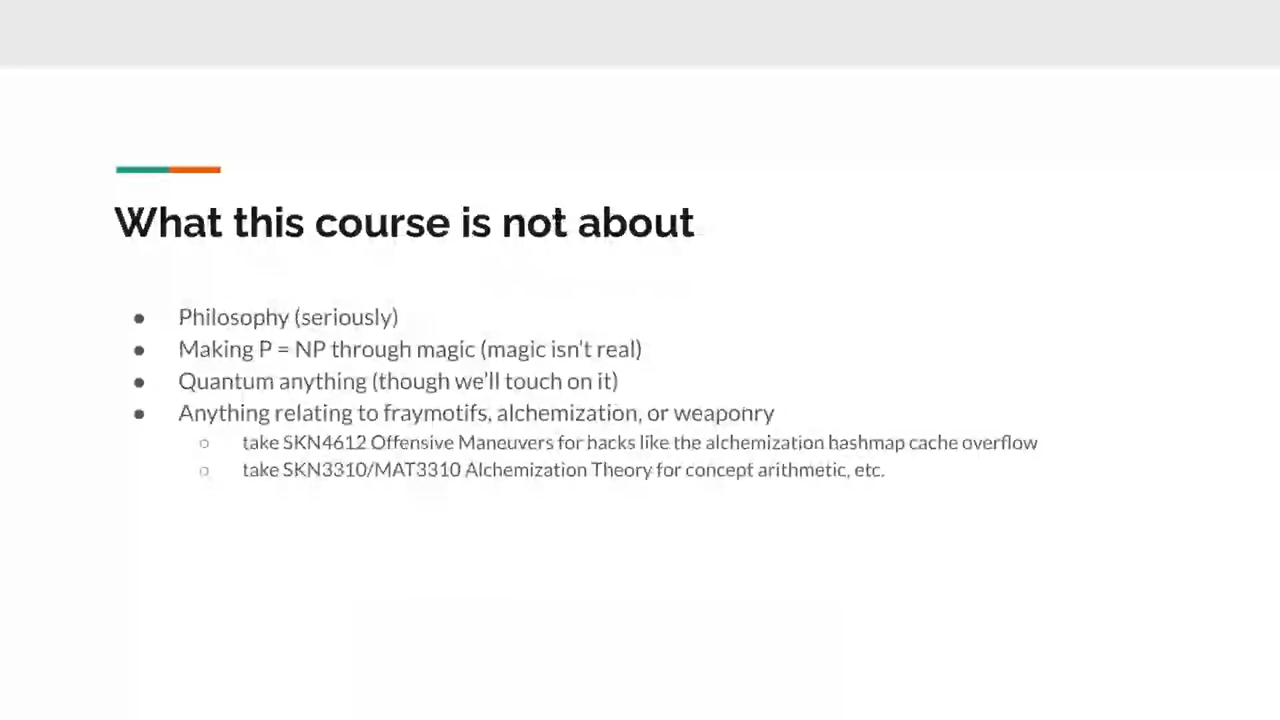 What this course is not about
● Philosophy (seriously)
● Making P = NP through magic (magic isn't real)
● Quantum anything (though we'll touch on it)
● Anything relating to fraymotifs, alchemization, or weaponry
○ take SKN4612 Offensive Maneuvers for hacks like the alchemization hashmap cache overflow
○ take SKN3310/MAT3310 Alchemization Theory for concept arithmetic, etc.